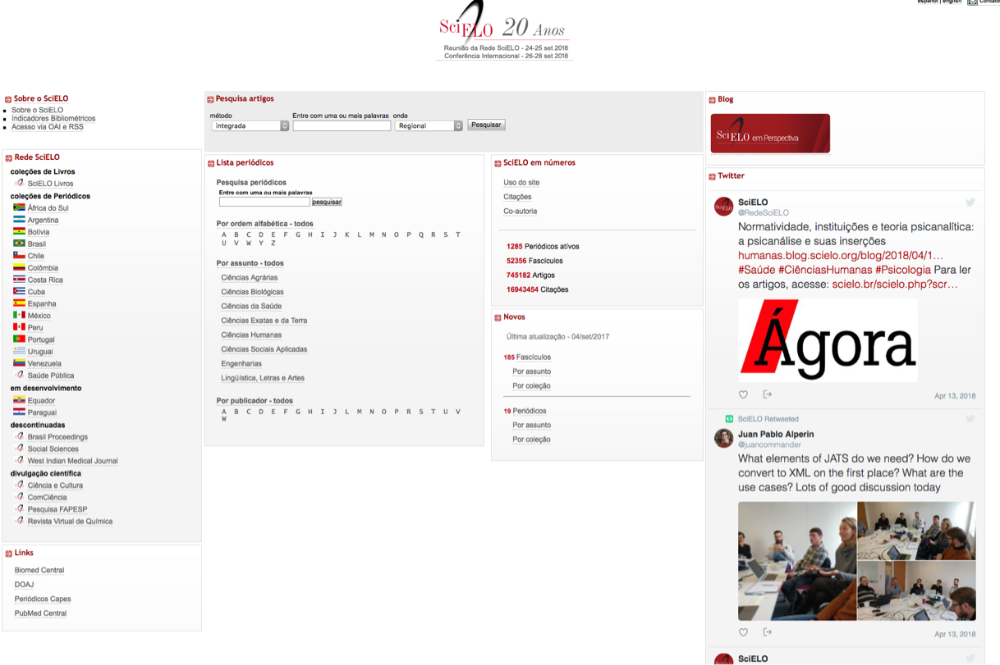 español | english Contato
SciELO 20 Anos
Reunião da Rede SciELO - 24-25 set 2018
Conferência Internacional - 26-28 set 2018
Sobre o SciELO
Sobre o SciELO
Indicadores Bibliométricos
Acesso via OAI e RSS
Rede SciELO
coleções de Livros
SciELO Livros
coleções de Periódicos
África do Sul
Argentina
Bolívia
Brasil
Chile
Colômbia
Costa Rica
Cuba
Espanha
México
Peru
Portugal
Uruguai
Venezuela
Saúde Pública
em desenvolvimento
Equador
Paraguai
descontinuadas
Brasil Proceedings
Social Sciences
West Indian Medical Journal
divulgação científica
Ciência e Cultura
ComCiência
Pesquisa FAPESP
Revista Virtual de Química
Links
Biomed Central
DOAJ
Periódicos Capes
PubMed Central
Pesquisa artigos
método Entre com uma ou mais palavras onde
Integrada Regional Pesquisar
Lista periódicos
Pesquisa periódicos
Entre com uma ou mais palavras
pesquisar
Por ordem alfabética - todos
A B C D E F G H I J K L M N O P Q R S T
U V W Y Z
Por assunto - todos
Ciências Agrárias
Ciências Biológicas
Ciências da Saúde
Ciências Exatas e da Terra
Ciências Humanas
Ciências Sociais Aplicadas
Engenharias
Lingüística, Letras e Artes
Por publicador - todos
A B C D E F G H I J L M N O P R S T U V
W
SciELO em números
Uso do site
Citações
Co-autoria
1285 Periódicos ativos
52356 Fascículos
745182 Artigos
16943454 Citações
Novos
Última atualização - 04/set/2017
185 Fascículos
Por assunto
Por coleção
19 Periódicos
Por assunto
Por coleção
Blog
SciELO em Perspectiva
Twitter
SciELO
@RedeSciELO
Normatividade, instituições e teoria psicanalítica:
a psicanálise e suas inserções
humanas.blog.scielo.org/blog/2018/04/1…
#Saúde #CiênciasHumanas #Psicologia Para ler
os artigos, acesse: scielo.br/scielo.php?scr…
Ágora
Apr 13, 2018
SciELO Retweeted
Juan Pablo Alperin
@juancommander
What elements of JATS do we need? How do we
convert to XML on the first place? What are the
use cases? Lots of good discussion today
Apr 13, 2018
SciELO